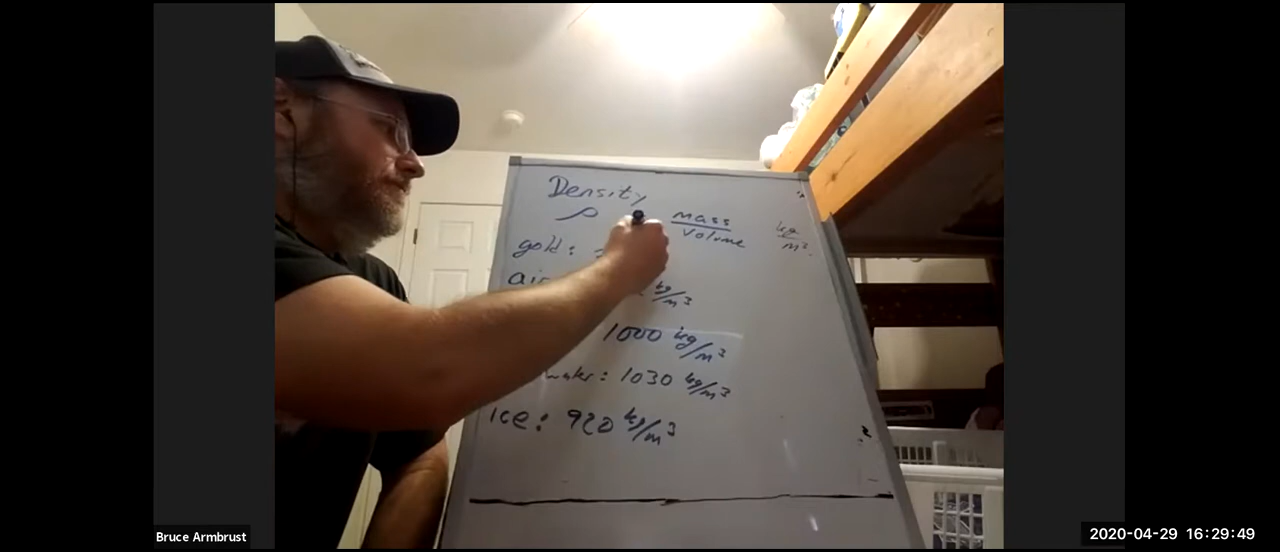 Density
ρ mass/volume kg/m³
gold:
air kg/m³
1000 kg/m³
water: 1030 kg/m³
ice: 920 kg/m³
Bruce Armbrust
2020-04-29 16:29:49